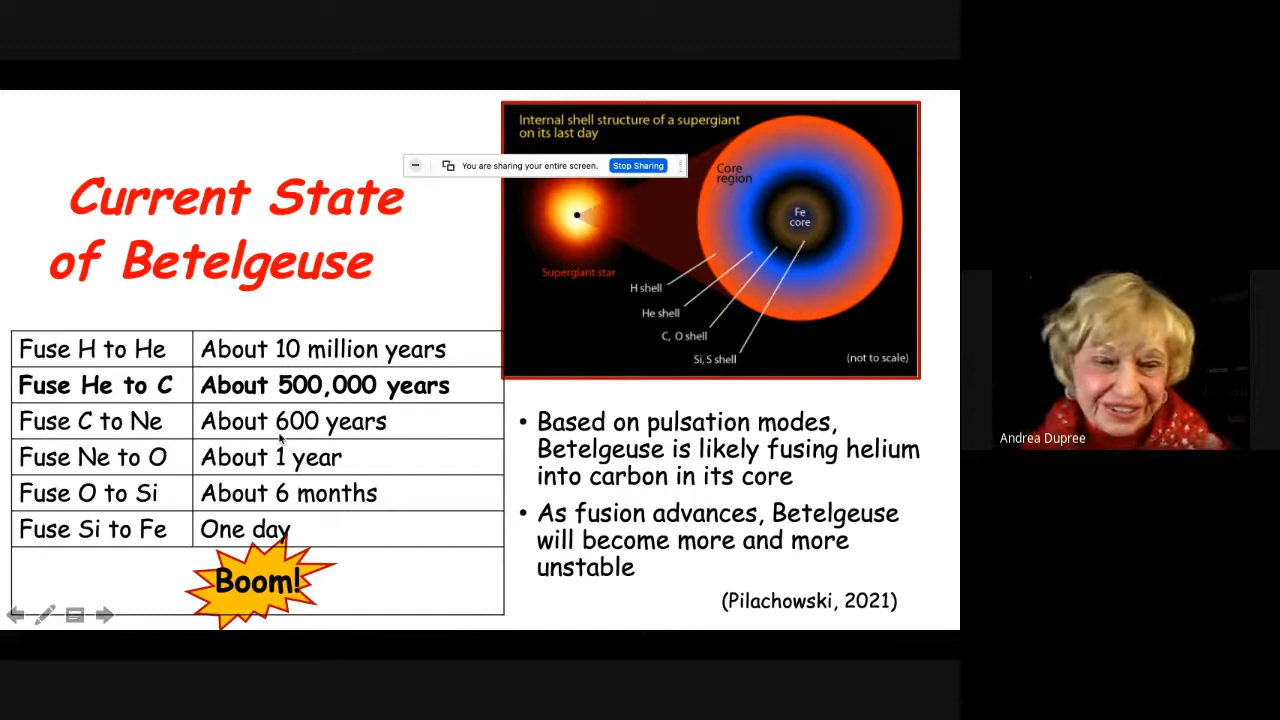 Current State
of Betelgeuse
Internal shell structure of a supergiant
on its last day
You are sharing your entire screen.
Stop Sharing
Core
region
Fe
core
Supergiant star
H shell
He shell
C, O shell
Si, S shell
(not to scale)
Fuse H to He About 10 million years
Fuse He to C About 500,000 years
Fuse C to Ne About 600 years
Fuse Ne to O About 1 year
Fuse O to Si About 6 months
Fuse Si to Fe One day
Boom!
• Based on pulsation modes,
Betelgeuse is likely fusing helium
into carbon in its core
• As fusion advances, Betelgeuse
will become more and more
unstable
(Pilachowski, 2021)
Andrea Dupree